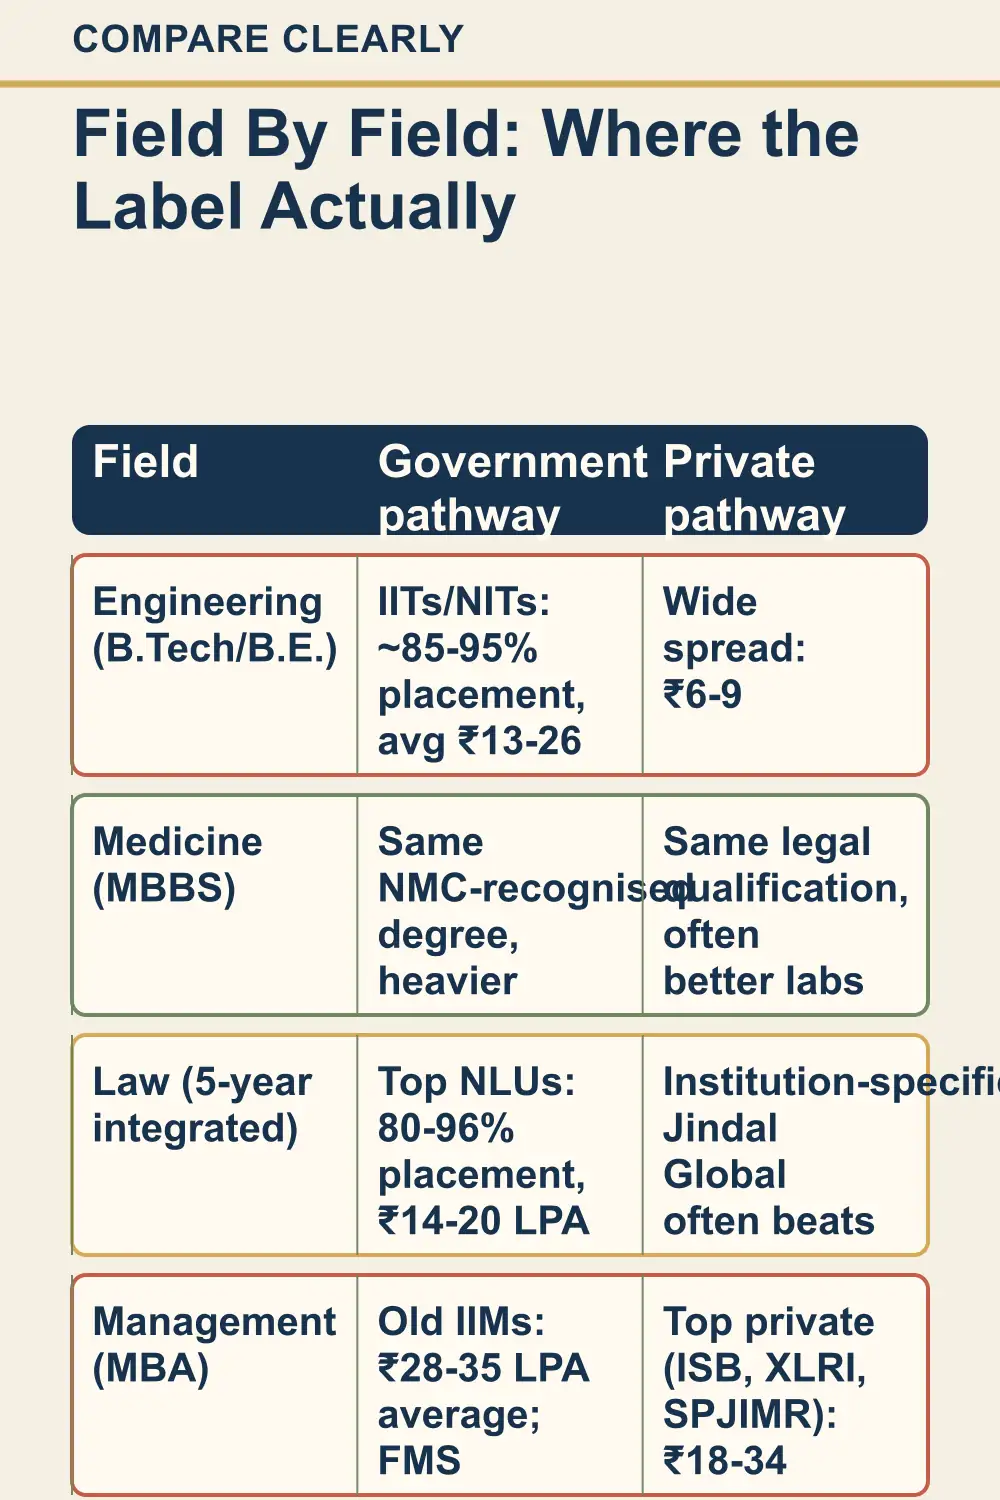 COMPARE CLEARLY
Field By Field: Where the
Label Actually
Field
Government
pathway
Private
pathway
Engineering
(B.Tech/B.E.)
IITs/NITs:
~85-95%
placement,
avg ₹13-26
Wide
spread:
₹6-9
Medicine
(MBBS)
Same
NMC-recognised
degree,
heavier
Same legal
qualification,
often
better labs
Law (5-year
integrated)
Top NLUs:
80-96%
placement,
₹14-20 LPA
Institution-specific
Jindal
Global
often beats
Management
(MBA)
Old IIMs:
₹28-35 LPA
average;
FMS
Top private
(ISB, XLRI,
SPJIMR):
₹18-34